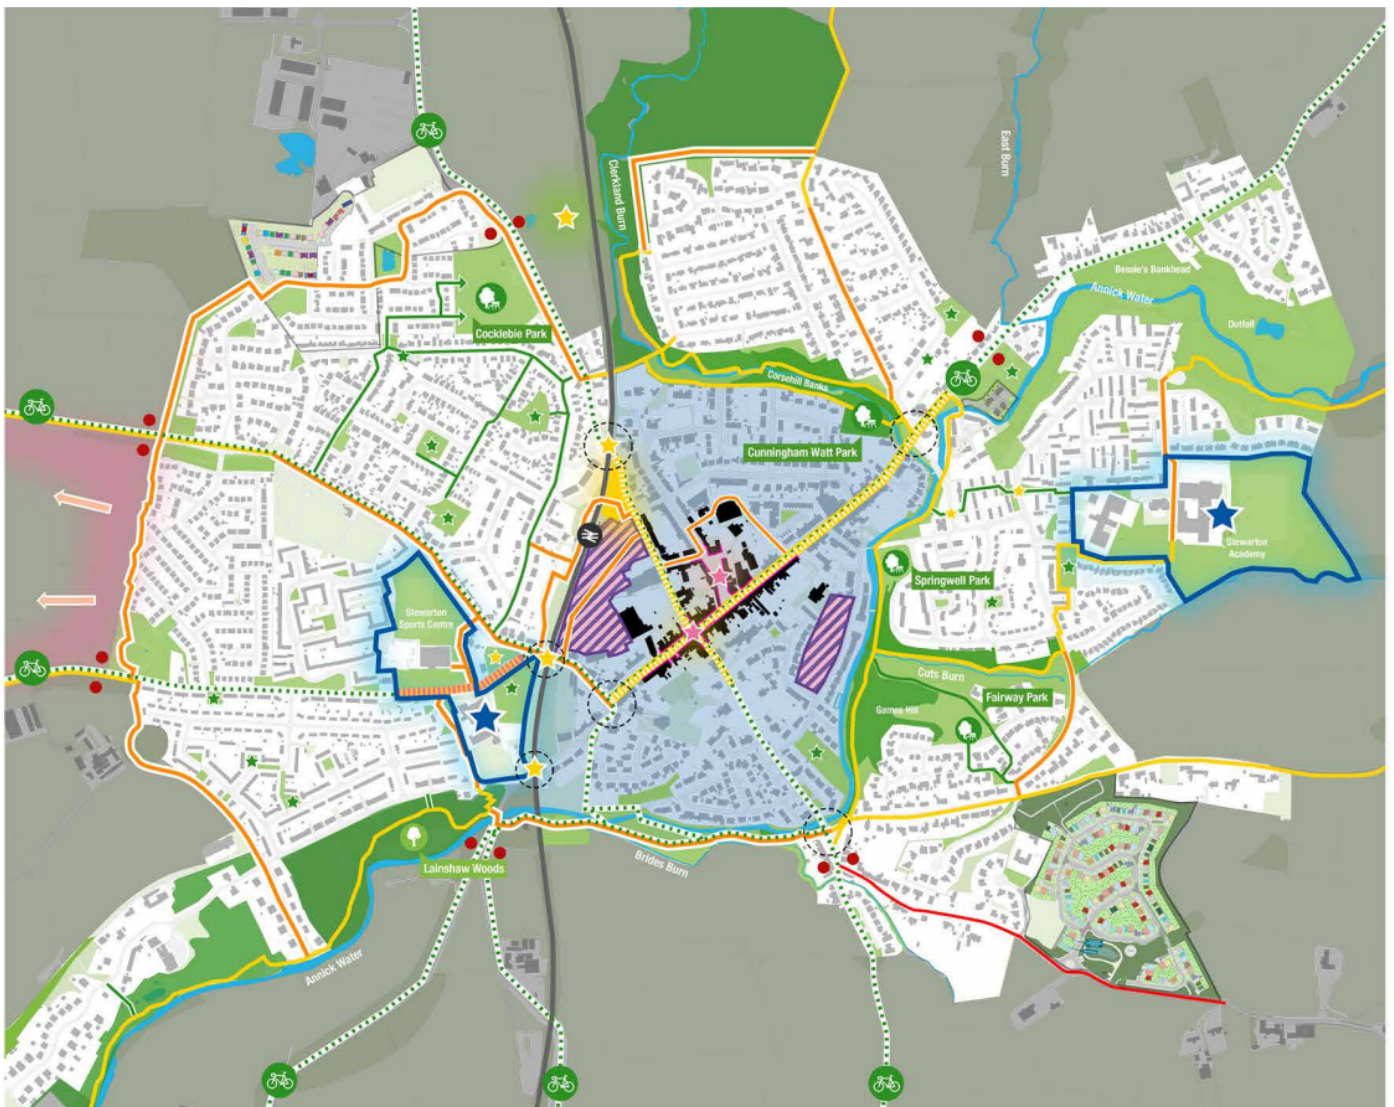 Clerkland Burn
East Burn
Bessie's Bankhead
Annick Water
Outfall
Cocklebie Park
Corsehill Banks
Cunningham Watt Park
Stewarton
Academy
Springwell Park
Stewarton
Sports Centre
Cuts Burn
Fairway Park
Games Hill
Brides Burn
Lainshaw Woods
Annick Water